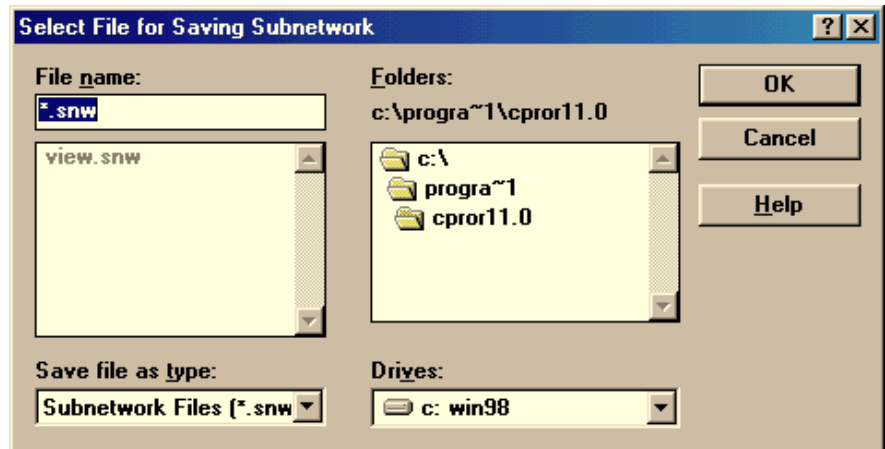 Select File for Saving Subnetwork
File name:
*.snw
view.snw
Folders:
c:\progra~1\cpror11.0
c:\
progra~1
cpror11.0
OK
Cancel
Help
Save file as type:
Subnetwork Files (*.snw
Drives:
c: win98